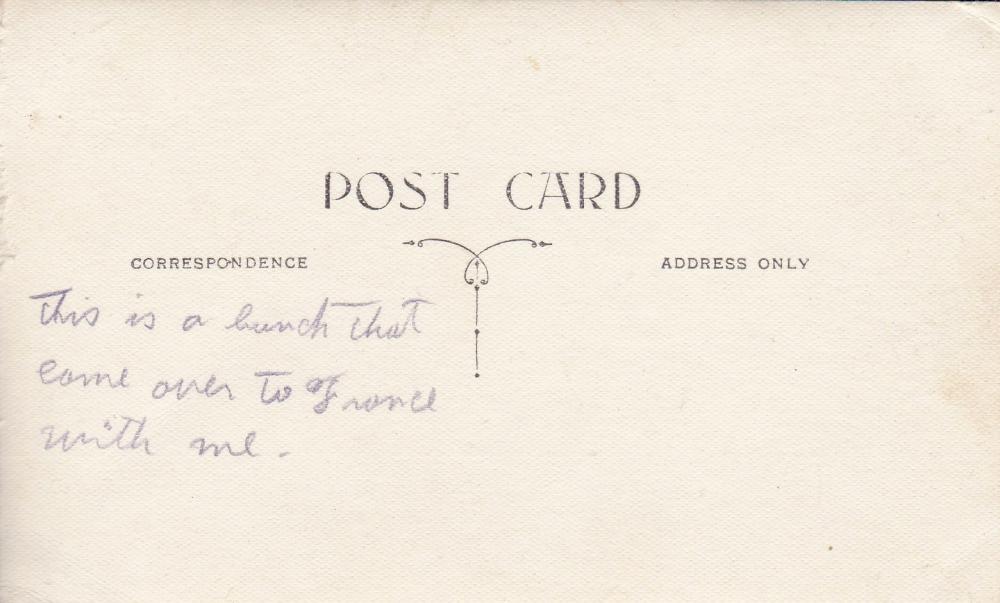 POST CARD
CORRESPONDENCE
ADDRESS ONLY
This is a bunch that
come over to France
with me.